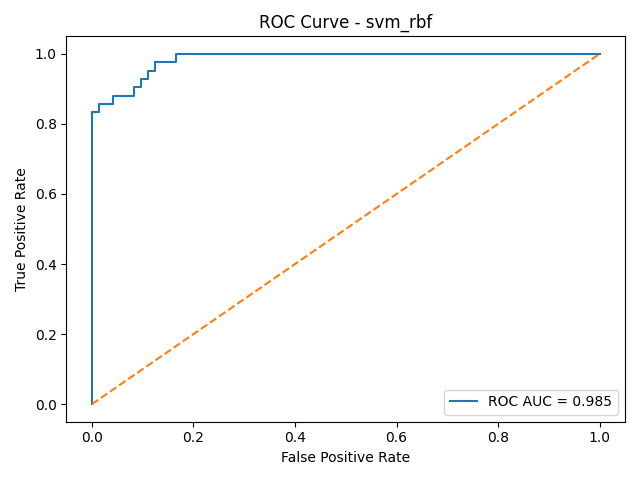 ROC Curve - svm_rbf
True Positive Rate
1.0
0.8
0.6
0.4
0.2
0.0
ROC AUC = 0.985
0.0 0.2 0.4 0.6 0.8 1.0
False Positive Rate